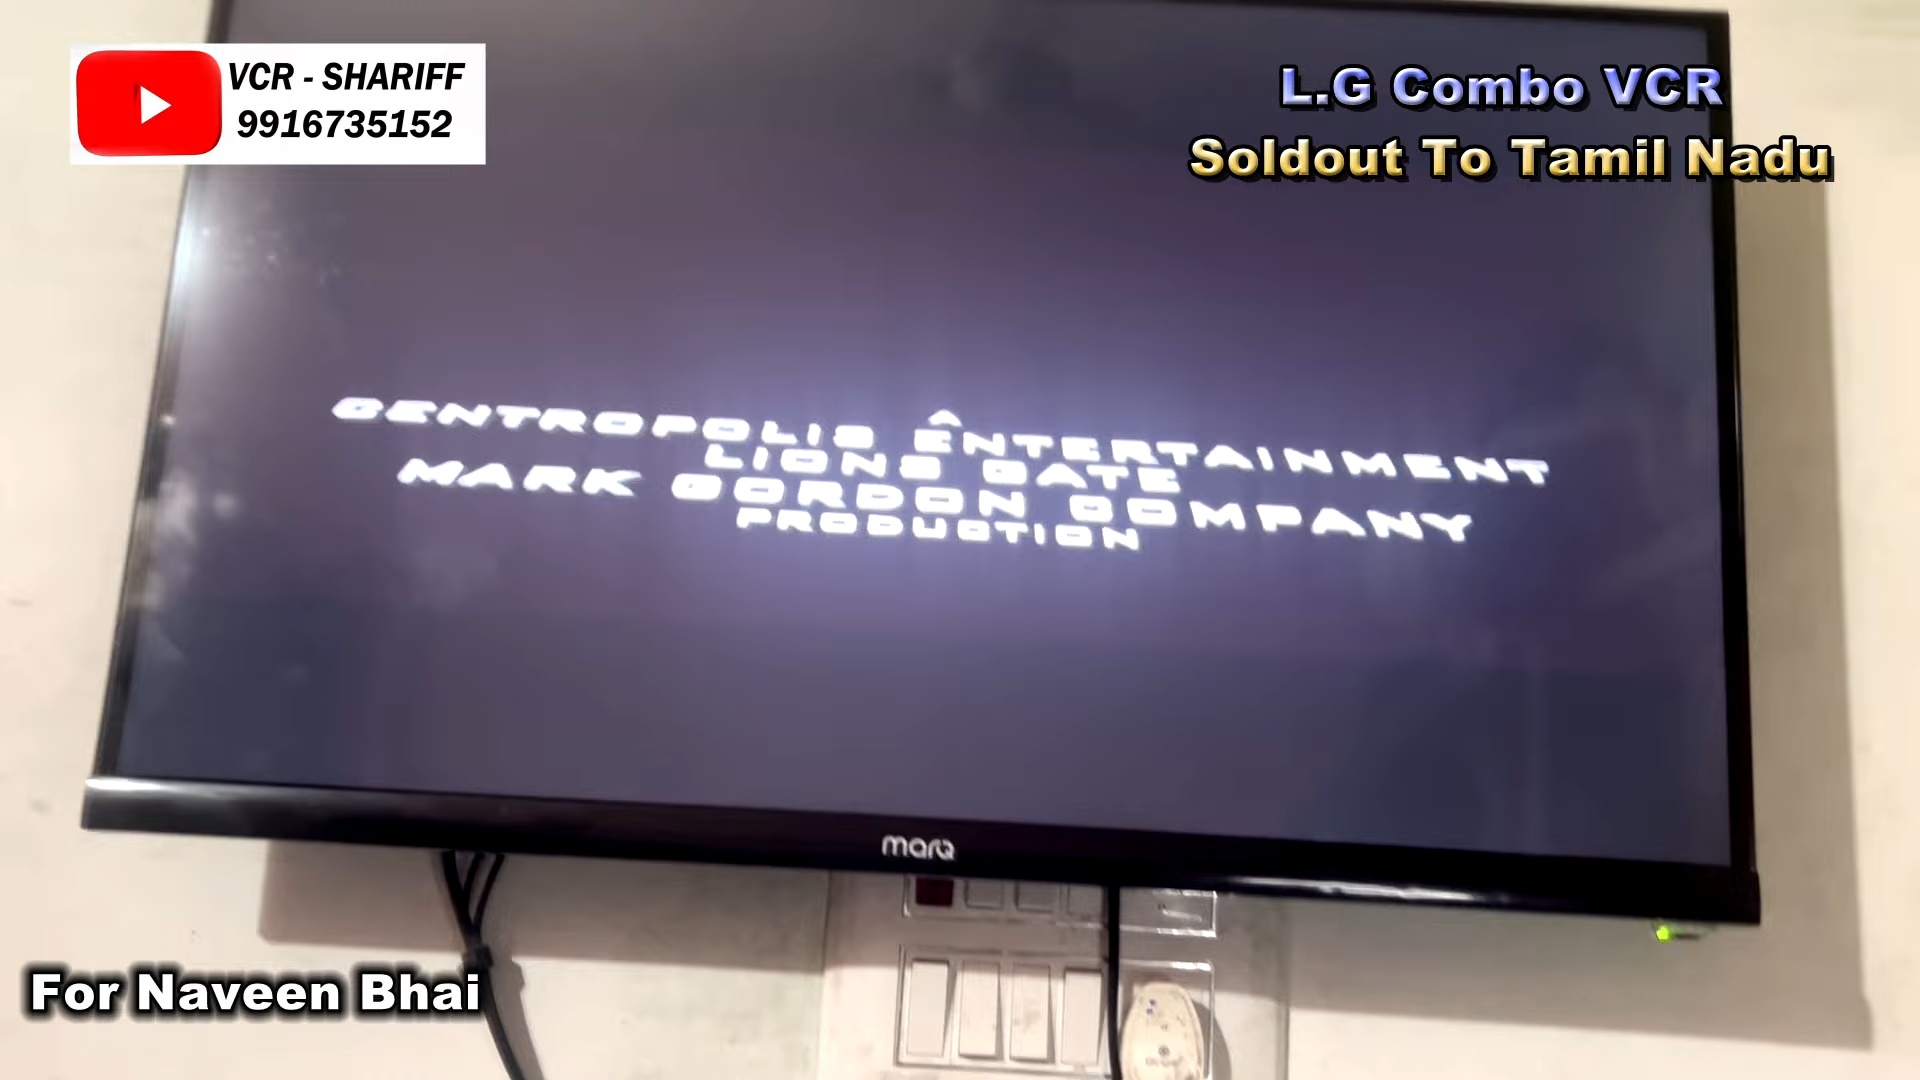 VCR - SHARIFF
9916735152
L.G Combo VCR
Soldout To Tamil Nadu
CENTROPOLIS ENTERTAINMENT
LIONS GATE
MARK GORDON COMPANY
PRODUCTION
marq
For Naveen Bhai